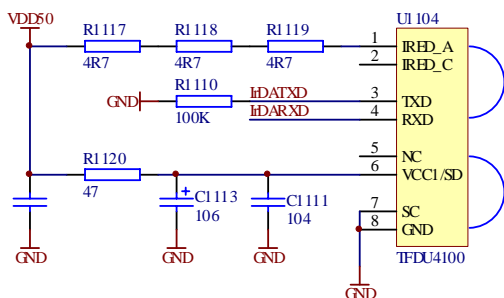 VDD50
R1117
R1118
R1119
U1104
4R7
4R7
4R7
1
IRED_A
2
IRED_C
R1110
GND
100K
IrDATXD
3
TXD
IrDARXD
4
RXD
5
NC
R1120
47
6
VCC1/SD
C1113
106
C1111
104
7
SC
8
GND
TFDU4100
GND
GND
GND
GND